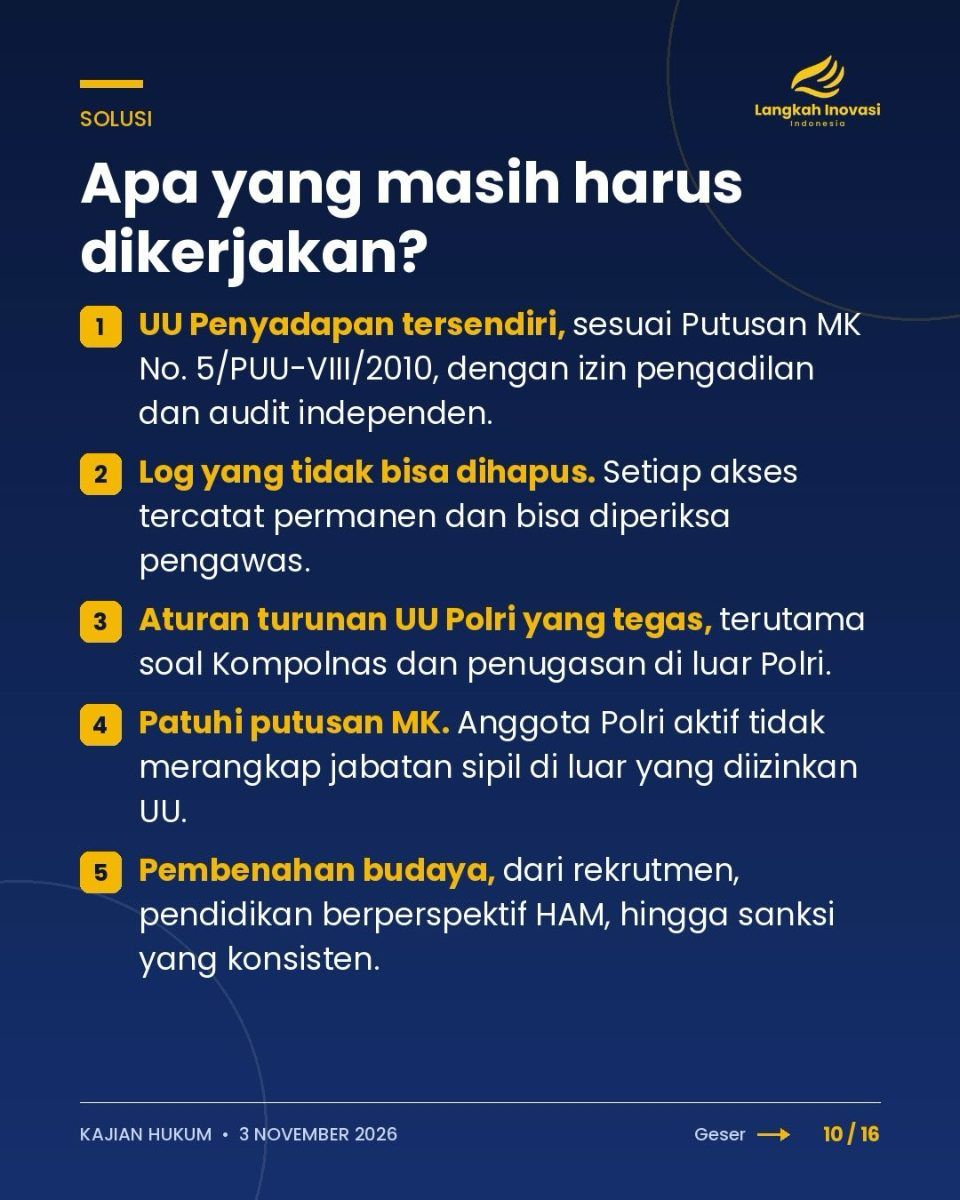 SOLUSI
Langkah Inovasi
Indonesia
Apa yang masih harus
dikerjakan?
1 UU Penyadapan tersendiri, sesuai Putusan MK
No. 5/PUU-VIII/2010, dengan izin pengadilan
dan audit independen.
2 Log yang tidak bisa dihapus. Setiap akses
tercatat permanen dan bisa diperiksa
pengawas.
3 Aturan turunan UU Polri yang tegas, terutama
soal Kompolnas dan penugasan di luar Polri.
4 Patuhi putusan MK. Anggota Polri aktif tidak
merangkap jabatan sipil di luar yang diizinkan
UU.
5 Pembenahan budaya, dari rekrutmen,
pendidikan berperspektif HAM, hingga sanksi
yang konsisten.
KAJIAN HUKUM • 3 NOVEMBER 2026
Geser → 10 / 16